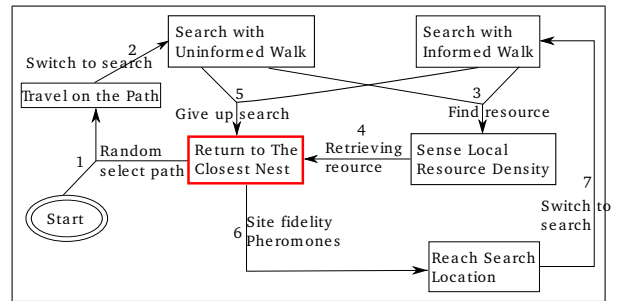 Search with
Uninformed Walk
Search with
Informed Walk
2
Switch to search
Travel on the Path
5
Give up search
3
Find resource
1
Random
select path
Return to The
Closest Nest
4
Retrieving
reource
Sense Local
Resource Density
7
Switch to
search
Start
6
Site fidelity
Pheromones
Reach Search
Location